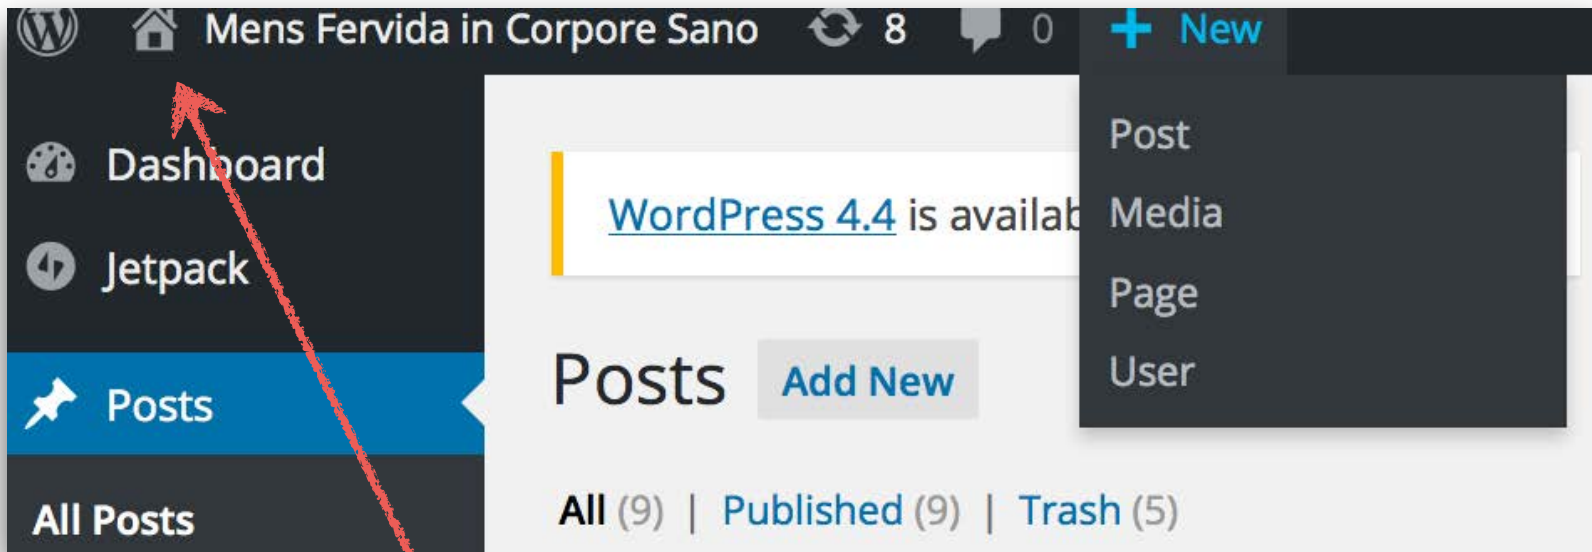 Mens Fervida in Corpore Sano 8 0 + New
Dashboard
Jetpack
Posts
All Posts
WordPress 4.4 is availab
Posts Add New
All (9) | Published (9) | Trash (5)
Post
Media
Page
User